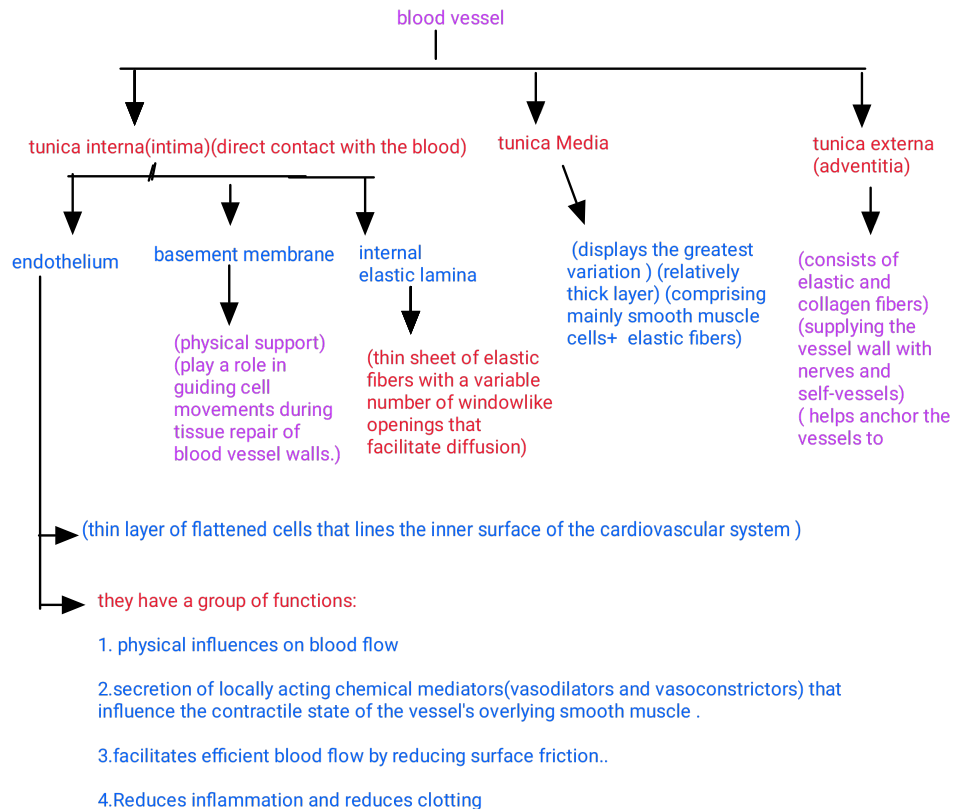 blood vessel
tunica interna(intima)(direct contact with the blood)
tunica Media
tunica externa
(adventitia)
endothelium
basement membrane
internal
elastic lamina
(physical support)
(play a role in
guiding cell
movements during
tissue repair of
blood vessel walls.)
(thin sheet of elastic
fibers with a variable
number of windowlike
openings that
facilitate diffusion)
(displays the greatest
variation ) (relatively
thick layer) (comprising
mainly smooth muscle
cells+ elastic fibers)
(consists of
elastic and
collagen fibers)
(supplying the
vessel wall with
nerves and
self-vessels)
( helps anchor the
vessels to
(thin layer of flattened cells that lines the inner surface of the cardiovascular system )
they have a group of functions:
1. physical influences on blood flow
2.secretion of locally acting chemical mediators(vasodilators and vasoconstrictors) that
influence the contractile state of the vessel's overlying smooth muscle .
3.facilitates efficient blood flow by reducing surface friction..
4.Reduces inflammation and reduces clotting